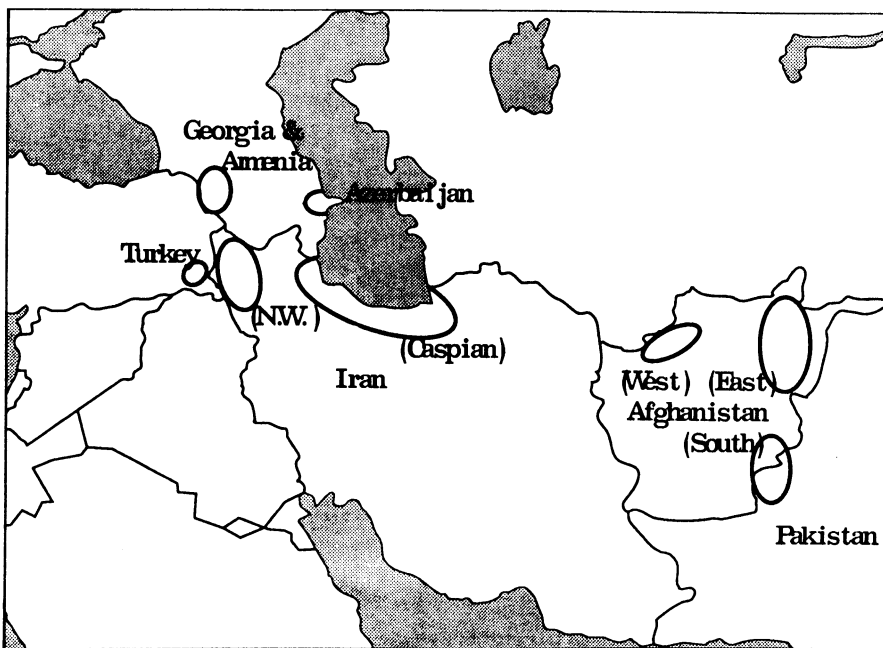 Georgia &
Armenia
Azerbaijan
Turkey
(N.W.)
(Caspian)
Iran
(West) (East)
Afghanistan
(South)
Pakistan